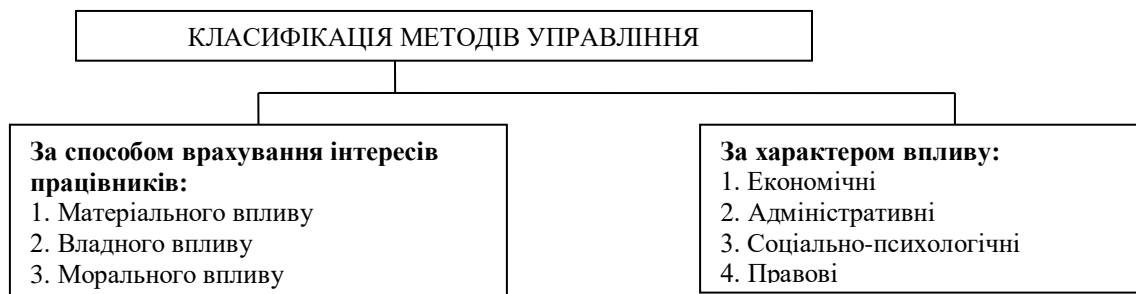 КЛАСИФІКАЦІЯ МЕТОДІВ УПРАВЛІННЯ
За способом врахування інтересів
працівників:
1. Матеріального впливу
2. Владного впливу
3. Морального впливу
За характером впливу:
1. Економічні
2. Адміністративні
3. Соціально-психологічні
4. Правові